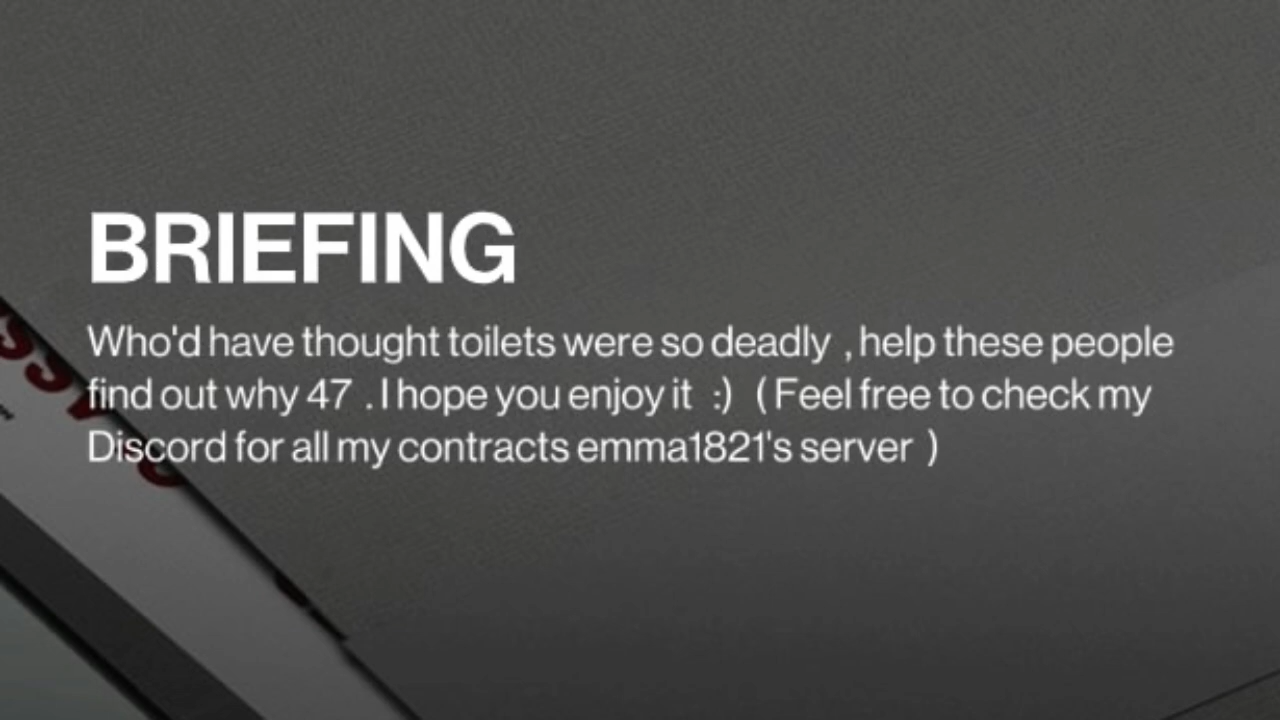 BRIEFING
Who'd have thought toilets were so deadly , help these people
find out why 47 . I hope you enjoy it :) ( Feel free to check my
Discord for all my contracts emma1821's server )